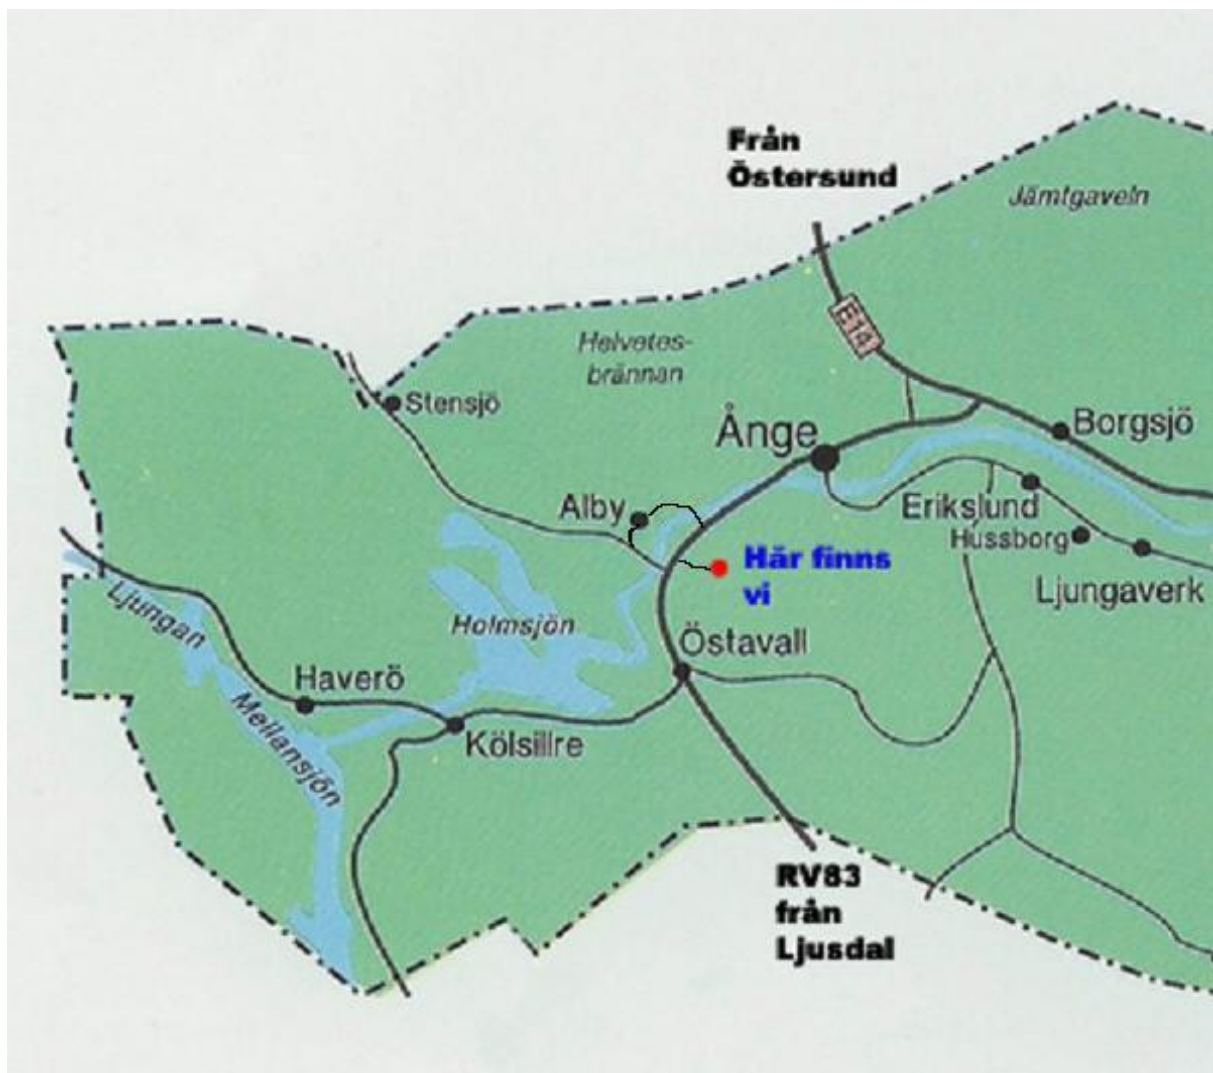 Från
Östersund
Jämtgaveln
E14
Helvetes-
brännan
Stensjö
Ånge
Borgsjö
Alby
Erikslund
Hussborg
Här finns
vi
Ljungaverk
Ljungan
Holmsjön
Östavall
Haverö
Mellansjön
Kölsillre
RV83
från
Ljusdal